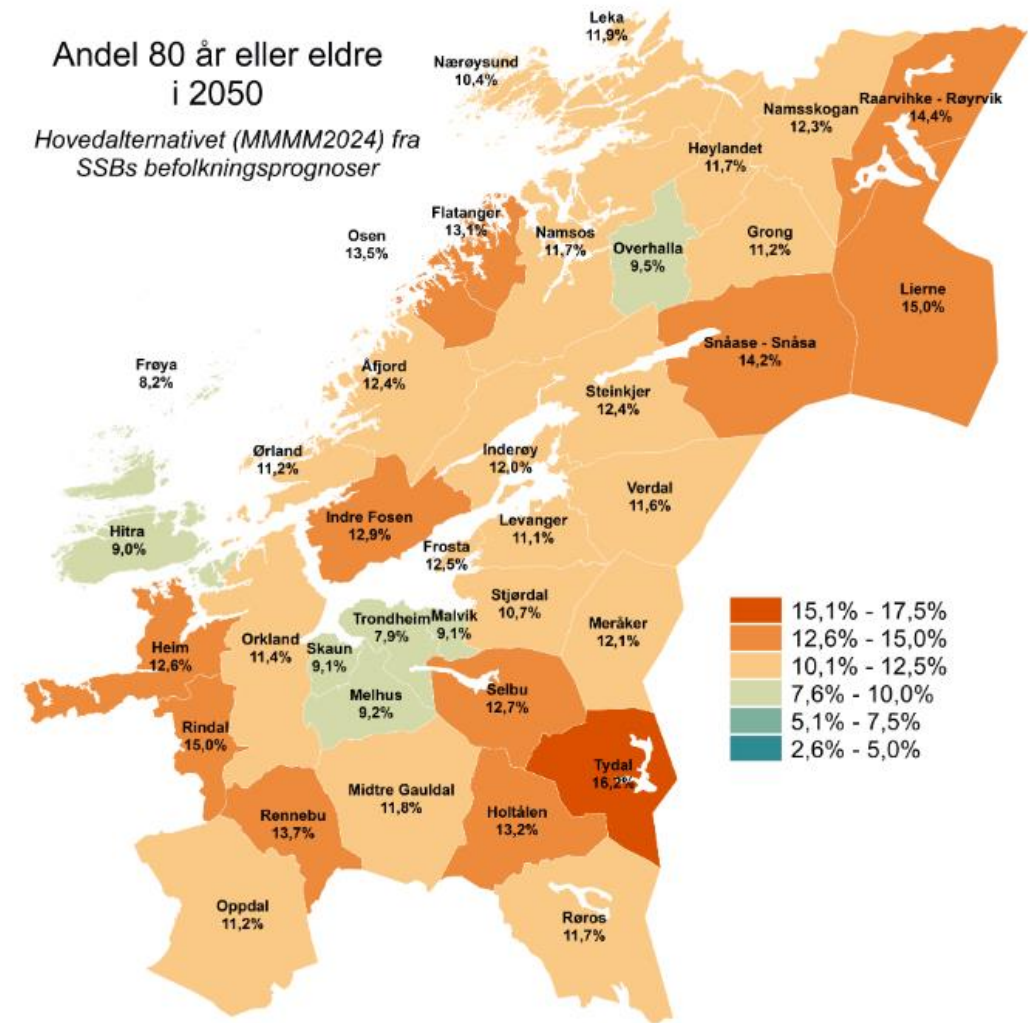 Andel 80 år eller eldre
i 2050
Hovedalternativet (MMMM2024) fra
SSBs befolkningsprognoser
Leka
11,9%
Nærøysund
10,4%
Namsskogan
12,3%
Raarvihke - Røyrvik
14,4%
Høylandet
11,7%
Flatanger
13,1%
Osen
13,5%
Namsos
11,7%
Overhalla
9,5%
Grong
11,2%
Lierne
15,0%
Snåase - Snåsa
14,2%
Frøya
8,2%
Åfjord
12,4%
Steinkjer
12,4%
Ørland
11,2%
Inderøy
12,0%
Verdal
11,6%
Hitra
9,0%
Indre Fosen
12,9%
Levanger
11,1%
Frosta
12,5%
Stjørdal
10,7%
Meråker
12,1%
Trondheim
7,9%
Malvik
9,1%
Skaun
9,1%
Orkland
11,4%
Heim
12,6%
Melhus
9,2%
Selbu
12,7%
Rindal
15,0%
Tydal
16,2%
Midtre Gauldal
11,8%
Rennebu
13,7%
Holtålen
13,2%
Oppdal
11,2%
Røros
11,7%
15,1% - 17,5%
12,6% - 15,0%
10,1% - 12,5%
7,6% - 10,0%
5,1% - 7,5%
2,6% - 5,0%